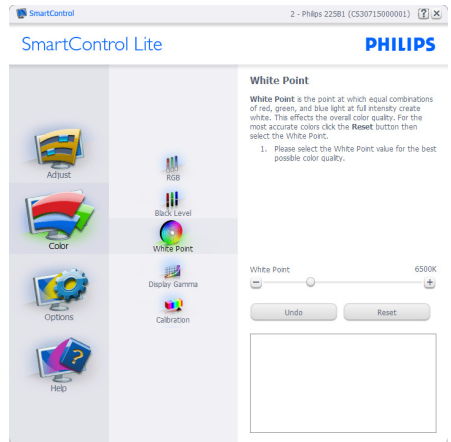 SmartControl
2 - Philips 225B1 (CS30715000001)
SmartControl Lite
PHILIPS
Adjust
Color
Options
Help
RGB
Black Level
White Point
Display Gamma
Calibration
White Point
White Point is the point at which equal combinations
of red, green, and blue light at full intensity create
white. This effects the overall color quality. For the
most accurate colors click the Reset button then
select the White Point.
1. Please select the White Point value for the best
possible color quality.
White Point 6500K
Undo Reset